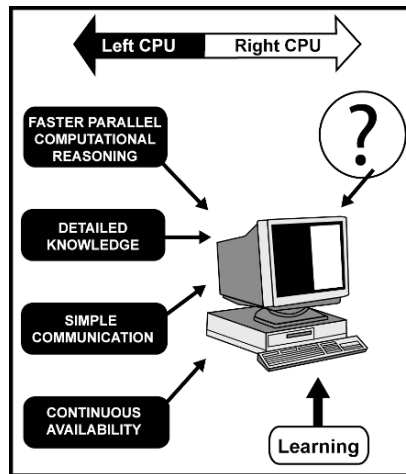 Left CPU Right CPU
FASTER PARALLEL
COMPUTATIONAL
REASONING
?
DETAILED
KNOWLEDGE
SIMPLE
COMMUNICATION
CONTINUOUS
AVAILABILITY
Learning